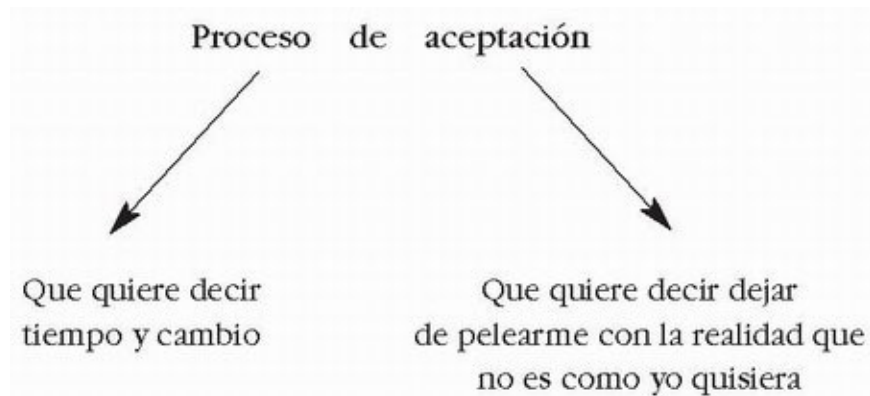 Proceso de aceptación
Que quiere decir
tiempo y cambio
Que quiere decir dejar
de pelearme con la realidad que
no es como yo quisiera